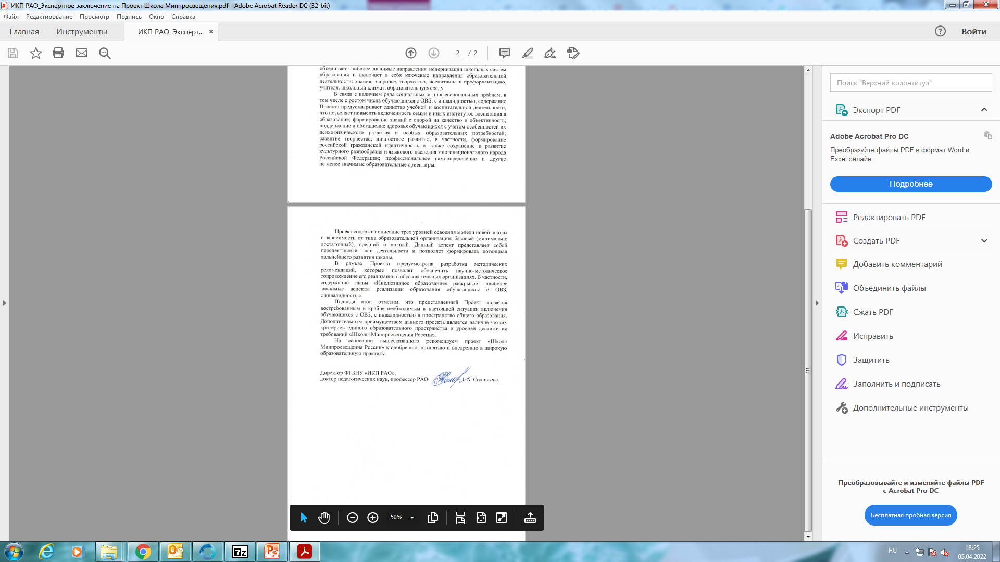 ИКП РАО_Экспертное заключение на Проект Школа Минпросвещения.pdf - Adobe Acrobat Reader DC (32-bit)
Файл Редактирование Просмотр Подпись Окно Справка
Главная Инструменты ИКП РАО_Эксперт... ×
Войти
2 / 2
объединяет наиболее значимые направления модернизации школьных систем
образования и включает в себя ключевые направления образовательной
деятельности: знания, здоровье, творчество, воспитание и профориентацию,
учителя, школьный климат, образовательную среду.
В связи с наличием ряда социальных и профессиональных проблем, в
том числе с ростом числа обучающихся с ОВЗ, с инвалидностью, содержание
Проекта предусматривает единство учебной и воспитательной деятельности,
что позволяет повысить включенность семьи и иных институтов воспитания в
образование; формирование знаний с опорой на качество и объективность;
поддержание и обогащение здоровья обучающихся с учетом особенностей их
психофизического развития и особых образовательных потребностей;
развитие творчества; личностное развитие, в частности, формирование
российской гражданской идентичности, а также сохранение и развитие
культурного разнообразия и языкового наследия многонационального народа
Российской Федерации; профессиональное самоопределение и другие
не менее значимые образовательные ориентиры.
Проект содержит описание трех уровней освоения модели новой школы
в зависимости от типа образовательной организации: базовый (минимально
достаточный), средний и полный. Данный аспект представляет собой
перспективный план деятельности и позволяет формировать потенциал
дальнейшего развития школы.
В рамках Проекта предусмотрена разработка методических
рекомендаций, которые позволят обеспечить научно-методическое
сопровождение его реализации в образовательных организациях. В частности,
содержание главы «Инклюзивное образование» раскрывает наиболее
значимые аспекты реализации образования обучающихся с ОВЗ,
с инвалидностью.
Подводя итог, отметим, что представленный Проект является
востребованным и крайне необходимым в настоящей ситуации включения
обучающихся с ОВЗ, с инвалидностью в пространство общего образования.
Дополнительным преимуществом данного проекта является наличие четких
критериев единого образовательного пространства и уровней достижения
требований «Школы Минпросвещения России».
На основании вышесказанного рекомендуем проект «Школа
Минпросвещения России» к одобрению, принятию и внедрению в широкую
образовательную практику.
Директор ФГБНУ «ИКП РАО»,
доктор педагогических наук, профессор РАО Т.А. Соловьева
50%
Поиск "Верхний колонтитул"
Экспорт PDF
Adobe Acrobat Pro DC
Преобразуйте файлы PDF в формат Word и
Excel онлайн
Подробнее
Редактировать PDF
Создать PDF
Добавить комментарий
Объединить файлы
Сжать PDF
Исправить
Защитить
Заполнить и подписать
Дополнительные инструменты
Преобразовывайте и изменяйте файлы PDF
с Acrobat Pro DC
Бесплатная пробная версия
RU
18:25
05.04.2022